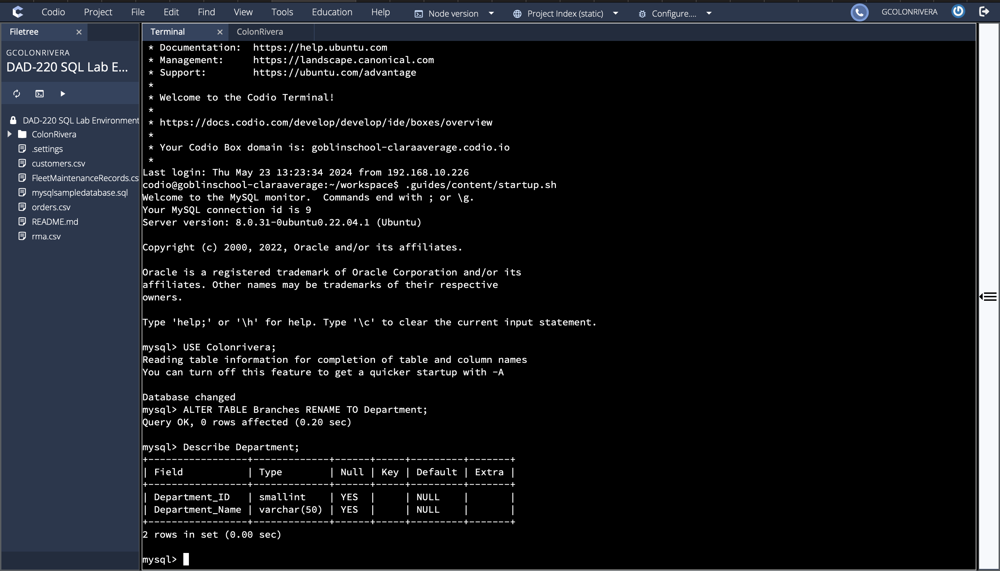 Codio Project File Edit Find View Tools Education Help Node version Project Index (static) Configure.... GCOLONRIVERA
Filetree
GCOLONRIVERA
DAD-220 SQL Lab E...
DAD-220 SQL Lab Environment
ColonRivera
.settings
customers.csv
FleetMaintenanceRecords.cs
mysqlsampledatabase.sql
orders.csv
README.md
rma.csv
Terminal ColonRivera
* Documentation:  https://help.ubuntu.com
* Management:     https://landscape.canonical.com
* Support:        https://ubuntu.com/advantage
*
* Welcome to the Codio Terminal!
*
* https://docs.codio.com/develop/develop/ide/boxes/overview
*
* Your Codio Box domain is: goblinschool-claraaverage.codio.io
*
Last login: Thu May 23 13:23:34 2024 from 192.168.10.226
codio@goblinschool-claraaverage:~/workspace$ .guides/content/startup.sh
Welcome to the MySQL monitor.  Commands end with ; or \g.
Your MySQL connection id is 9
Server version: 8.0.31-0ubuntu0.22.04.1 (Ubuntu)
Copyright (c) 2000, 2022, Oracle and/or its affiliates.
Oracle is a registered trademark of Oracle Corporation and/or its
affiliates. Other names may be trademarks of their respective
owners.
Type 'help;' or '\h' for help. Type '\c' to clear the current input statement.
mysql> USE Colonrivera;
Reading table information for completion of table and column names
You can turn off this feature to get a quicker startup with -A
Database changed
mysql> ALTER TABLE Branches RENAME TO Department;
Query OK, 0 rows affected (0.20 sec)
mysql> Describe Department;
+-----------------+-------------+------+-----+---------+-------+
| Field           | Type        | Null | Key | Default | Extra |
+-----------------+-------------+------+-----+---------+-------+
| Department_ID   | smallint    | YES  |     | NULL    |       |
| Department_Name | varchar(50) | YES  |     | NULL    |       |
+-----------------+-------------+------+-----+---------+-------+
2 rows in set (0.00 sec)
mysql>